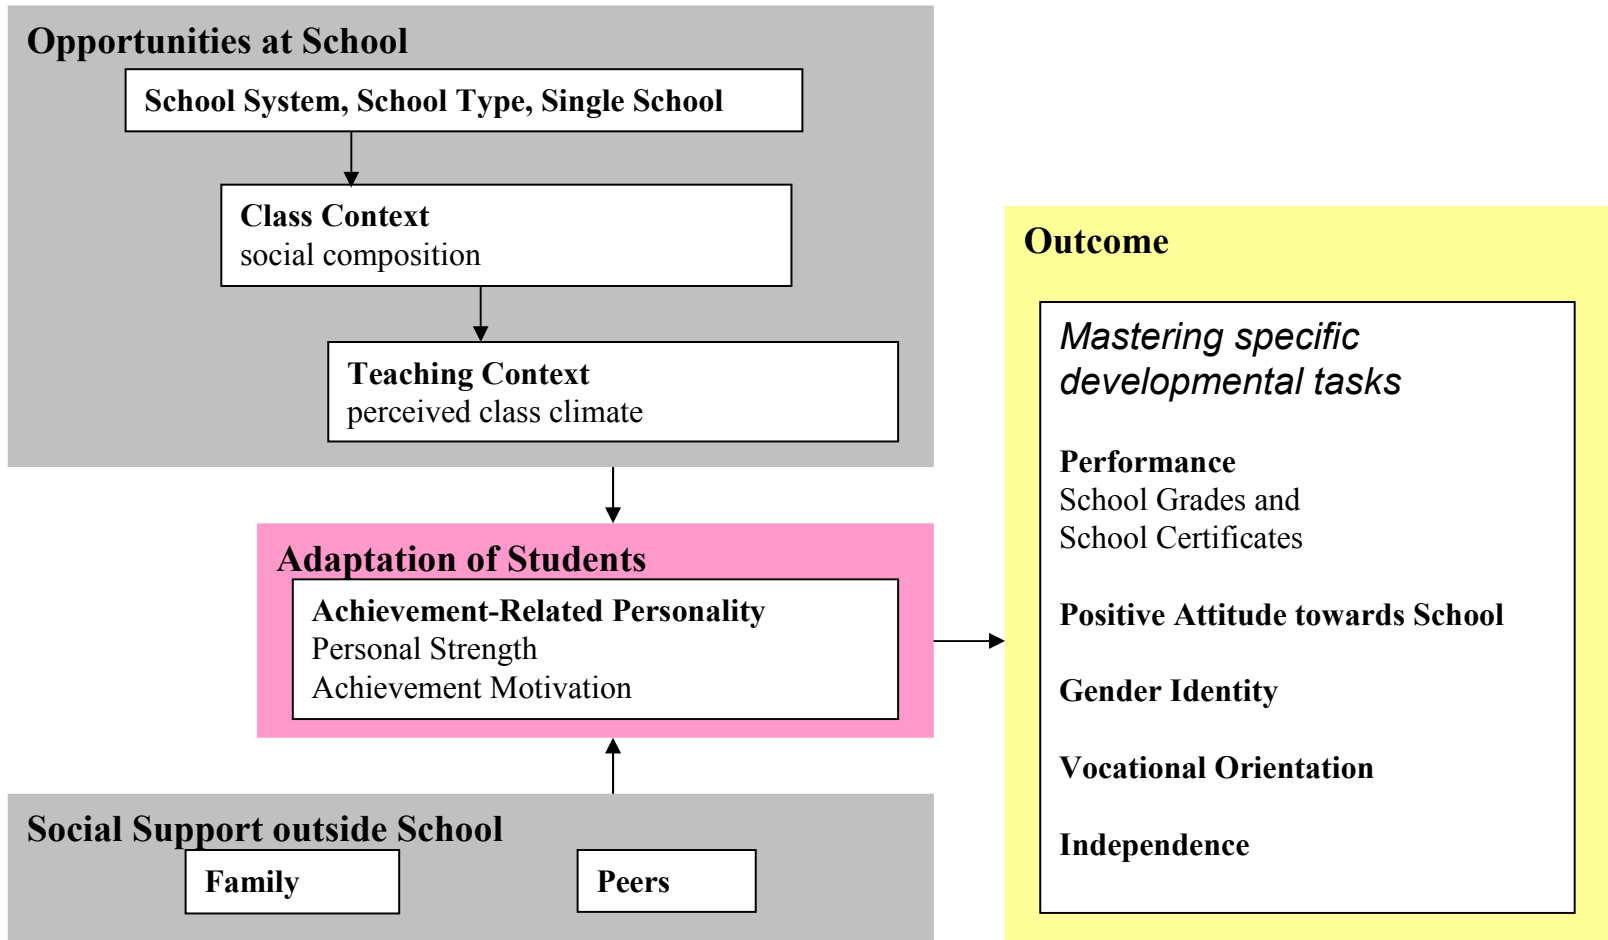 Opportunities at School
School System, School Type, Single School
Class Context
social composition
Teaching Context
perceived class climate
Adaptation of Students
Achievement-Related Personality
Personal Strength
Achievement Motivation
Social Support outside School
Family
Peers
Outcome
Mastering specific
developmental tasks
Performance
School Grades and
School Certificates
Positive Attitude towards School
Gender Identity
Vocational Orientation
Independence